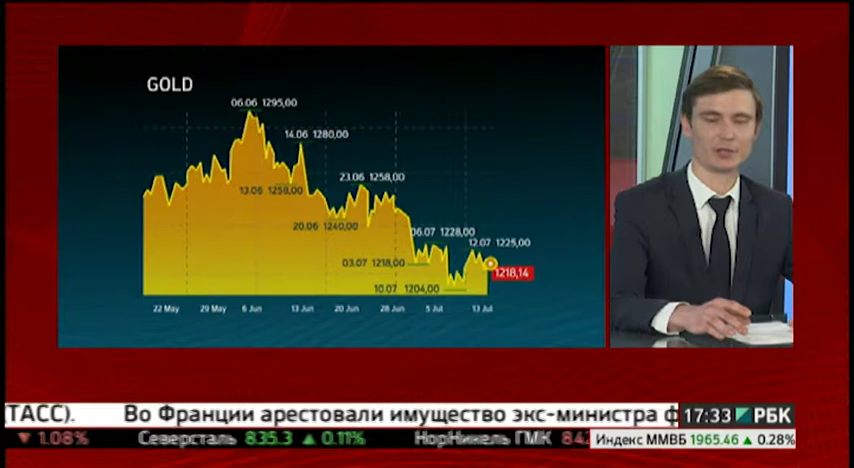 GOLD
06.06 1295,00
14.06 1280,00
23.06 1258,00
13.06 1259,00
20.06 1240,00
06.07 1228,00
12.07 1225,00
03.07 1218,00
1218,14
10.07 1204,00
22 May 29 May 6 Jun 13 Jun 20 Jun 28 Jun 5 Jul 13 Jul
(ТАСС). Во Франции арестовали имущество экс-министра ф 17:33 РБК
▼ 1.08% Северсталь 835.3 ▲ 0.11% НорНикель ГМК 842 Индекс ММВБ 1965.46 ▲ 0.28%